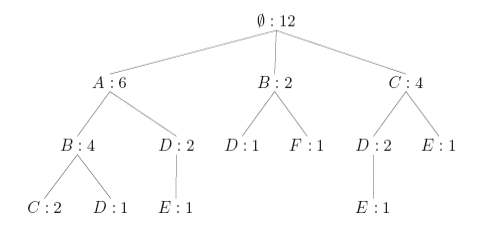 ∅ : 12
A : 6 B : 2 C : 4
B : 4 D : 2 D : 1 F : 1 D : 2 E : 1
C : 2 D : 1 E : 1 E : 1